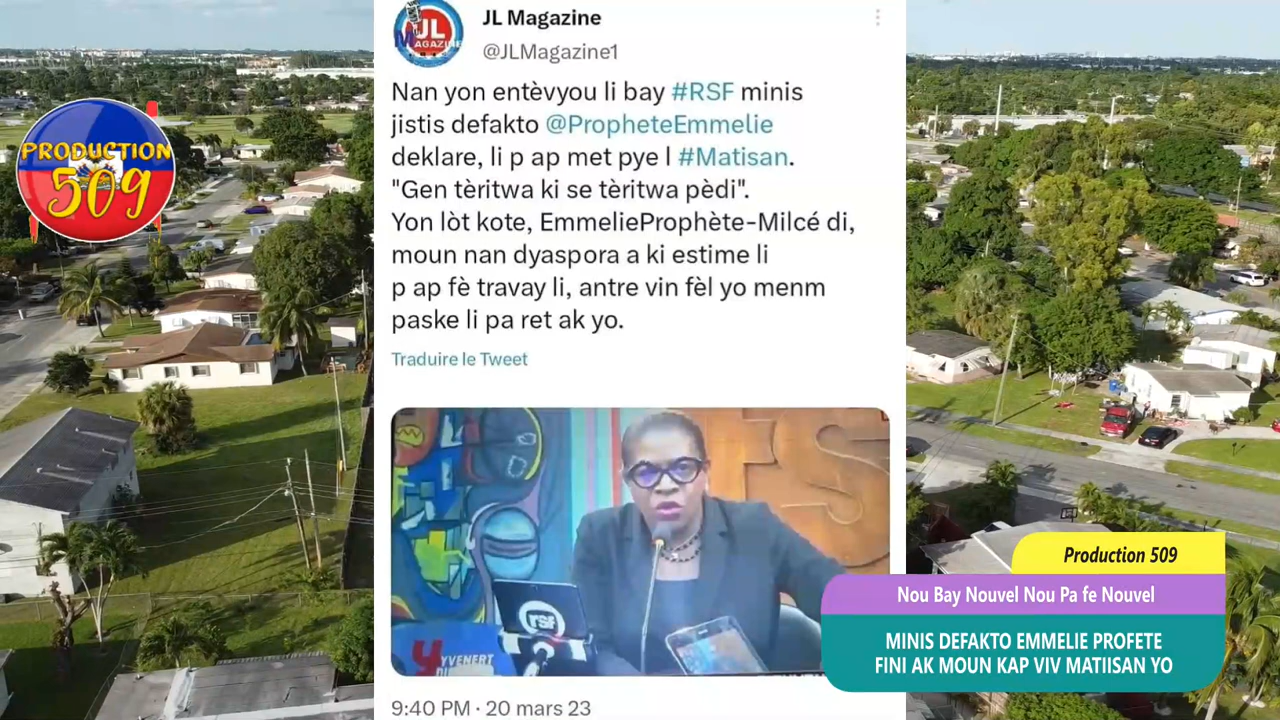 JL Magazine
@JLMagazine1
Nan yon entèvyou li bay #RSF minis
jistis defakto @PropheteEmmelie
deklare, li p ap met pye l #Matisan.
"Gen tèritwa ki se tèritwa pèdi".
Yon lòt kote, EmmelieProphète-Milcé di,
moun nan dyaspora a ki estime li
p ap fè travay li, antre vin fèl yo menm
paske li pa ret ak yo.
Traduire le Tweet
9:40 PM · 20 mars 23
PRODUCTION
509
JL
MAGAZINE
rsf
Production 509
Nou Bay Nouvel Nou Pa fe Nouvel
MINIS DEFAKTO EMMELIE PROFETE
FINI AK MOUN KAP VIV MATIISAN YO